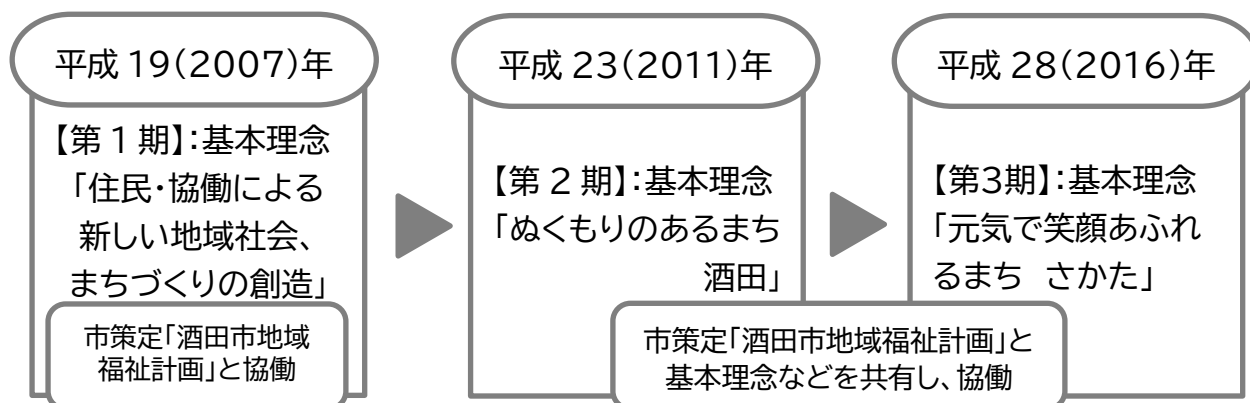 平成 19(2007)年
【第 1 期】:基本理念
「住民・協働による
新しい地域社会、
まちづくりの創造」
市策定「酒田市地域
福祉計画」と協働
平成 23(2011)年
【第 2 期】:基本理念
「ぬくもりのあるまち
酒田」
平成 28(2016)年
【第3期】:基本理念
「元気で笑顔あふれ
るまち　さかた」
市策定「酒田市地域福祉計画」と
基本理念などを共有し、協働